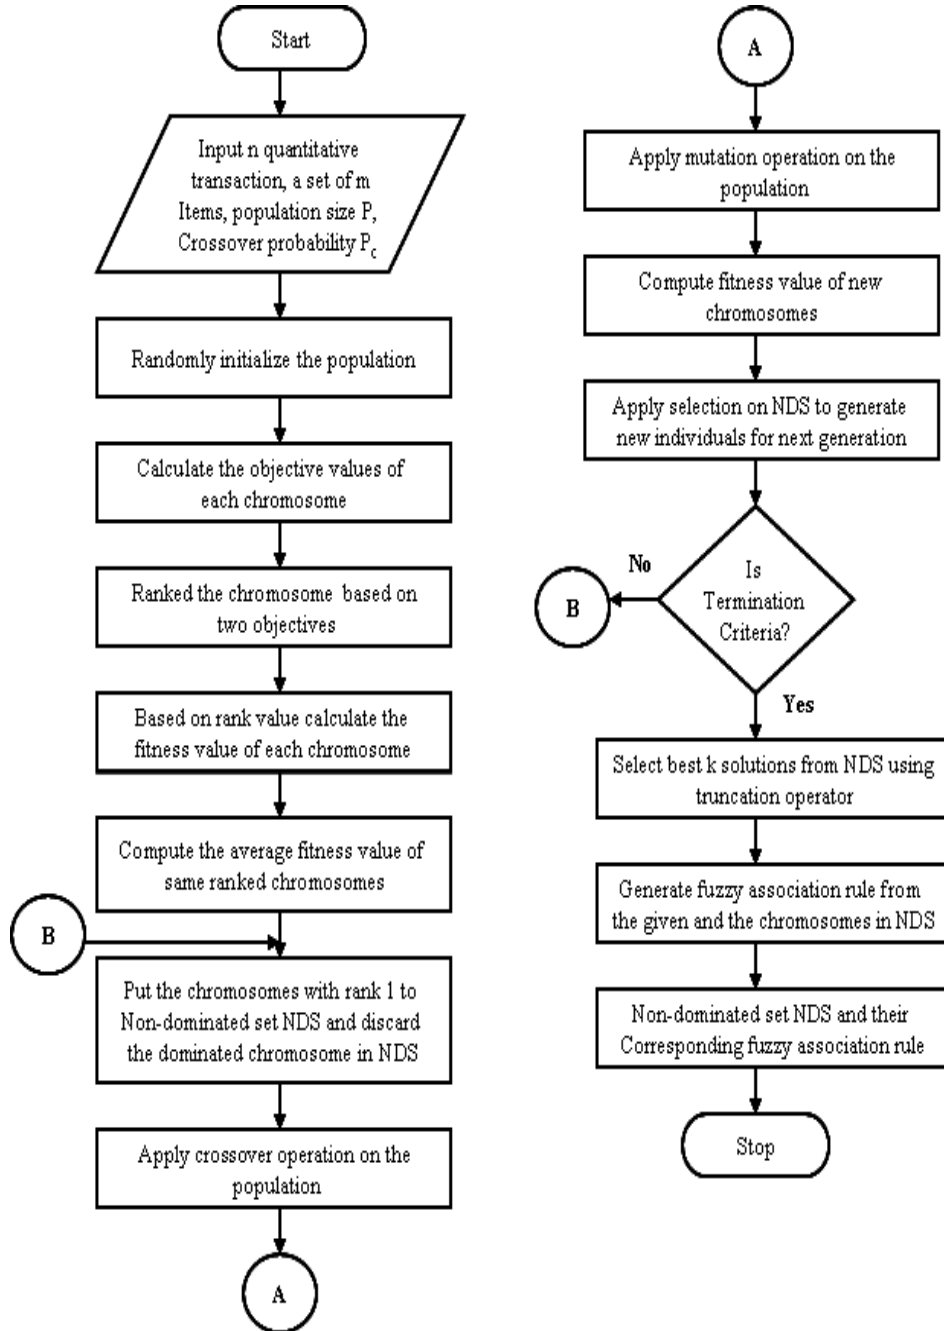 Start
Input n quantitative
transaction, a set of m
Items, population size P,
Crossover probability Pc
Randomly initialize the population
Calculate the objective values of
each chromosome
Ranked the chromosome based on
two objectives
Based on rank value calculate the
fitness value of each chromosome
Compute the average fitness value of
same ranked chromosomes
B
Put the chromosomes with rank 1 to
Non-dominated set NDS and discard
the dominated chromosome in NDS
Apply crossover operation on the
population
A
A
Apply mutation operation on the
population
Compute fitness value of new
chromosomes
Apply selection on NDS to generate
new individuals for next generation
Is
Termination
Criteria?
No
B
Yes
Select best k solutions from NDS using
truncation operator
Generate fuzzy association rule from
the given and the chromosomes in NDS
Non-dominated set NDS and their
Corresponding fuzzy association rule
Stop